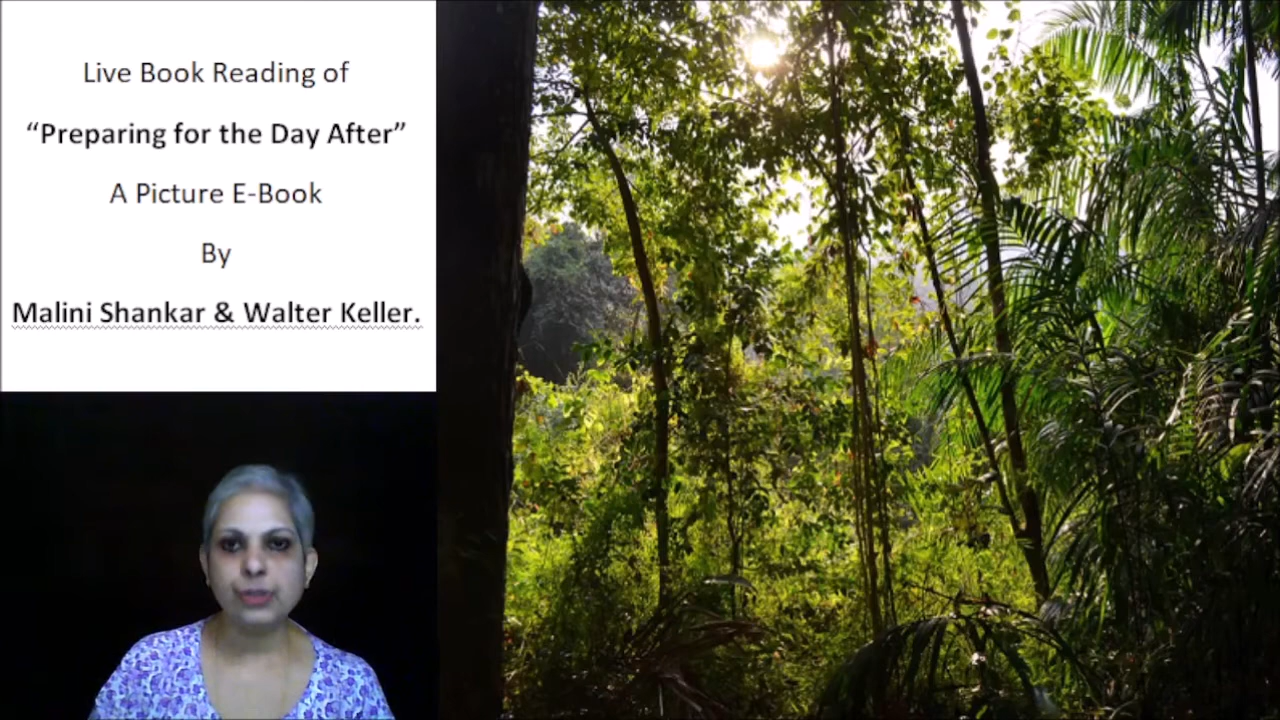 Live Book Reading of
“Preparing for the Day After”
A Picture E-Book
By
Malini Shankar & Walter Keller.